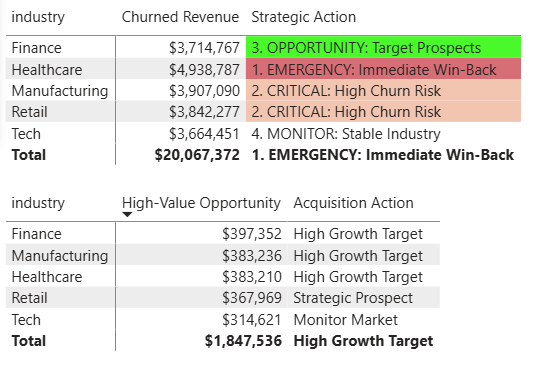 industry Churned Revenue Strategic Action
Finance $3,714,767 3. OPPORTUNITY: Target Prospects
Healthcare $4,938,787 1. EMERGENCY: Immediate Win-Back
Manufacturing $3,907,090 2. CRITICAL: High Churn Risk
Retail $3,842,277 2. CRITICAL: High Churn Risk
Tech $3,664,451 4. MONITOR: Stable Industry
Total $20,067,372 1. EMERGENCY: Immediate Win-Back
industry High-Value Opportunity Acquisition Action
Finance $397,352 High Growth Target
Manufacturing $383,236 High Growth Target
Healthcare $383,210 High Growth Target
Retail $367,969 Strategic Prospect
Tech $314,621 Monitor Market
Total $1,847,536 High Growth Target